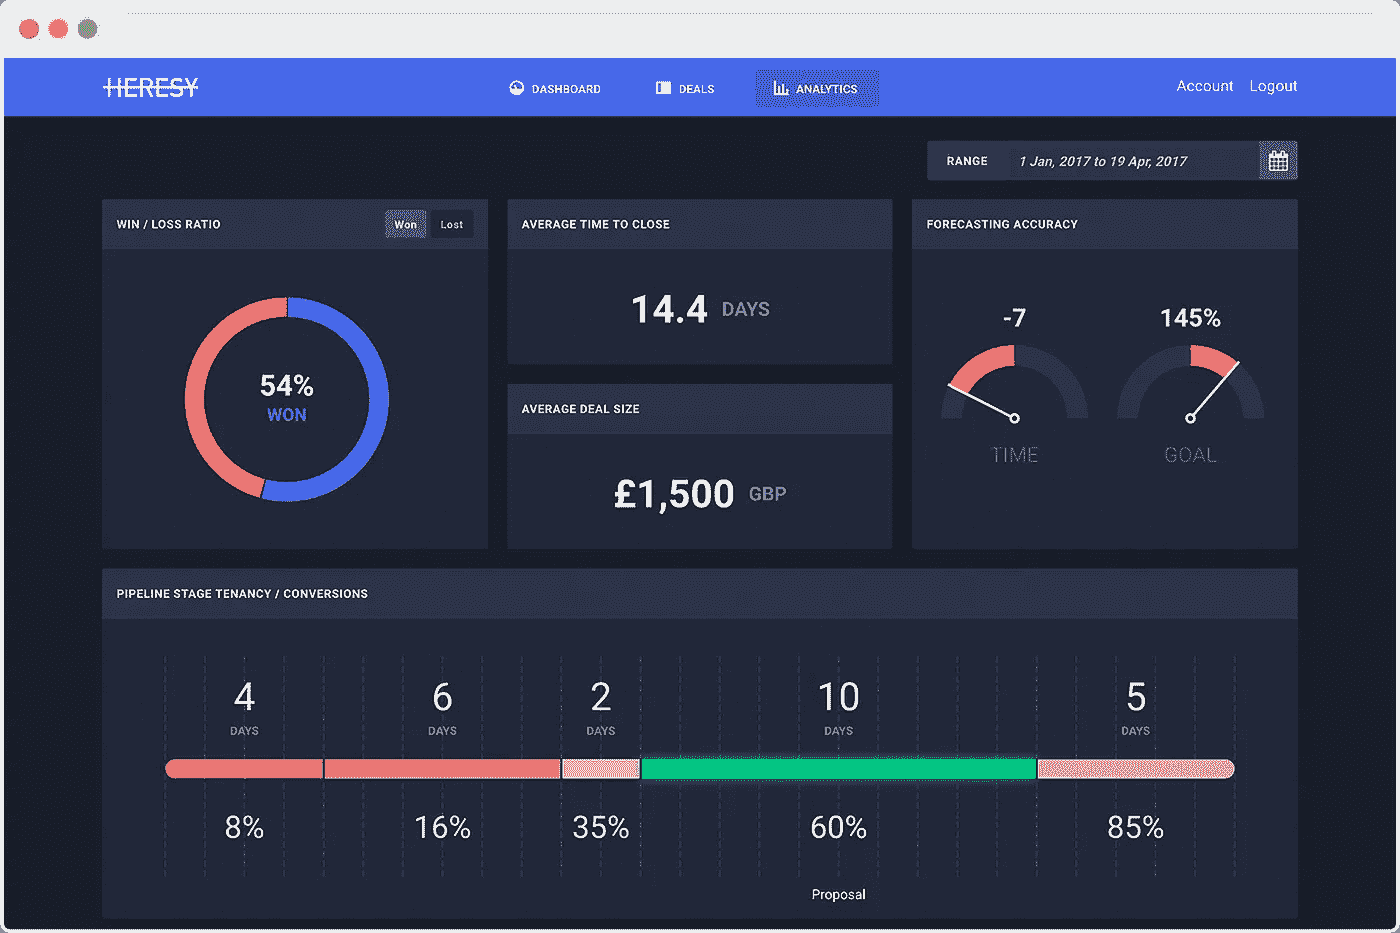 HERESY
DASHBOARD
DEALS
ANALYTICS
Account Logout
RANGE 1 Jan, 2017 to 19 Apr, 2017
WIN / LOSS RATIO
Won Lost
54%
WON
AVERAGE TIME TO CLOSE
14.4 DAYS
AVERAGE DEAL SIZE
£1,500 GBP
FORECASTING ACCURACY
-7
TIME
145%
GOAL
PIPELINE STAGE TENANCY / CONVERSIONS
4 6 2 10 5
DAYS DAYS DAYS DAYS DAYS
8% 16% 35% 60% 85%
Proposal